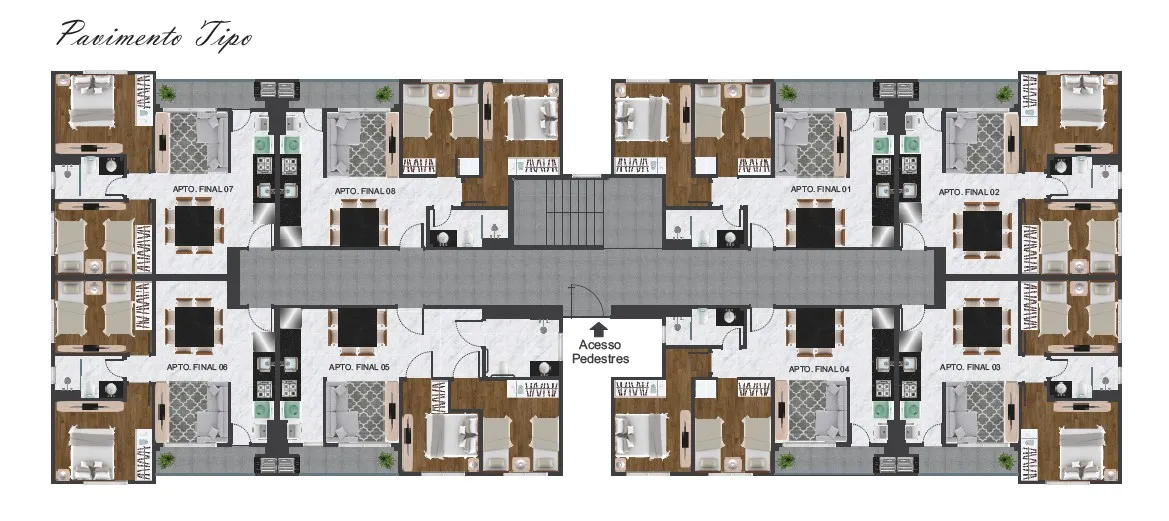 Pavimento Tipo
APTO. FINAL 07
APTO. FINAL 08
APTO. FINAL 01
APTO. FINAL 02
Acesso
Pedestres
APTO. FINAL 06
APTO. FINAL 05
APTO. FINAL 04
APTO. FINAL 03